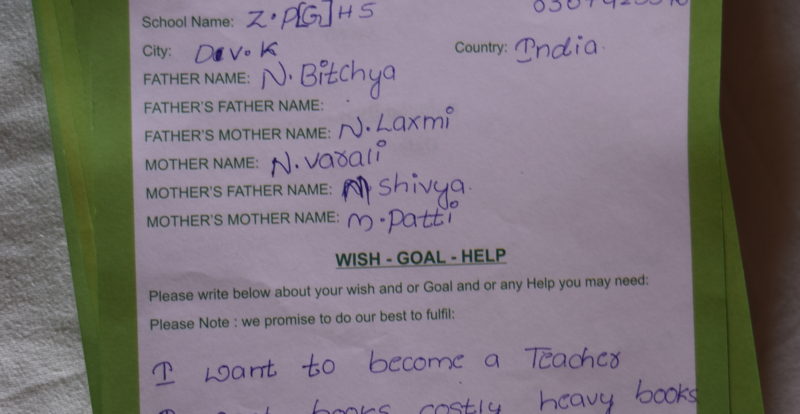 School Name: Z.P[G]HS
City: Dev.K Country: India.
FATHER NAME: N. Bitchya
FATHER'S FATHER NAME:
FATHER'S MOTHER NAME: N. Laxmi
MOTHER NAME: N. varali
MOTHER'S FATHER NAME: M Shivya.
MOTHER'S MOTHER NAME: m. patti
WISH - GOAL - HELP
Please write below about your wish and or Goal and or any Help you may need:
Please Note : we promise to do our best to fulfil:
I want to become a Teacher
books costly heavy books